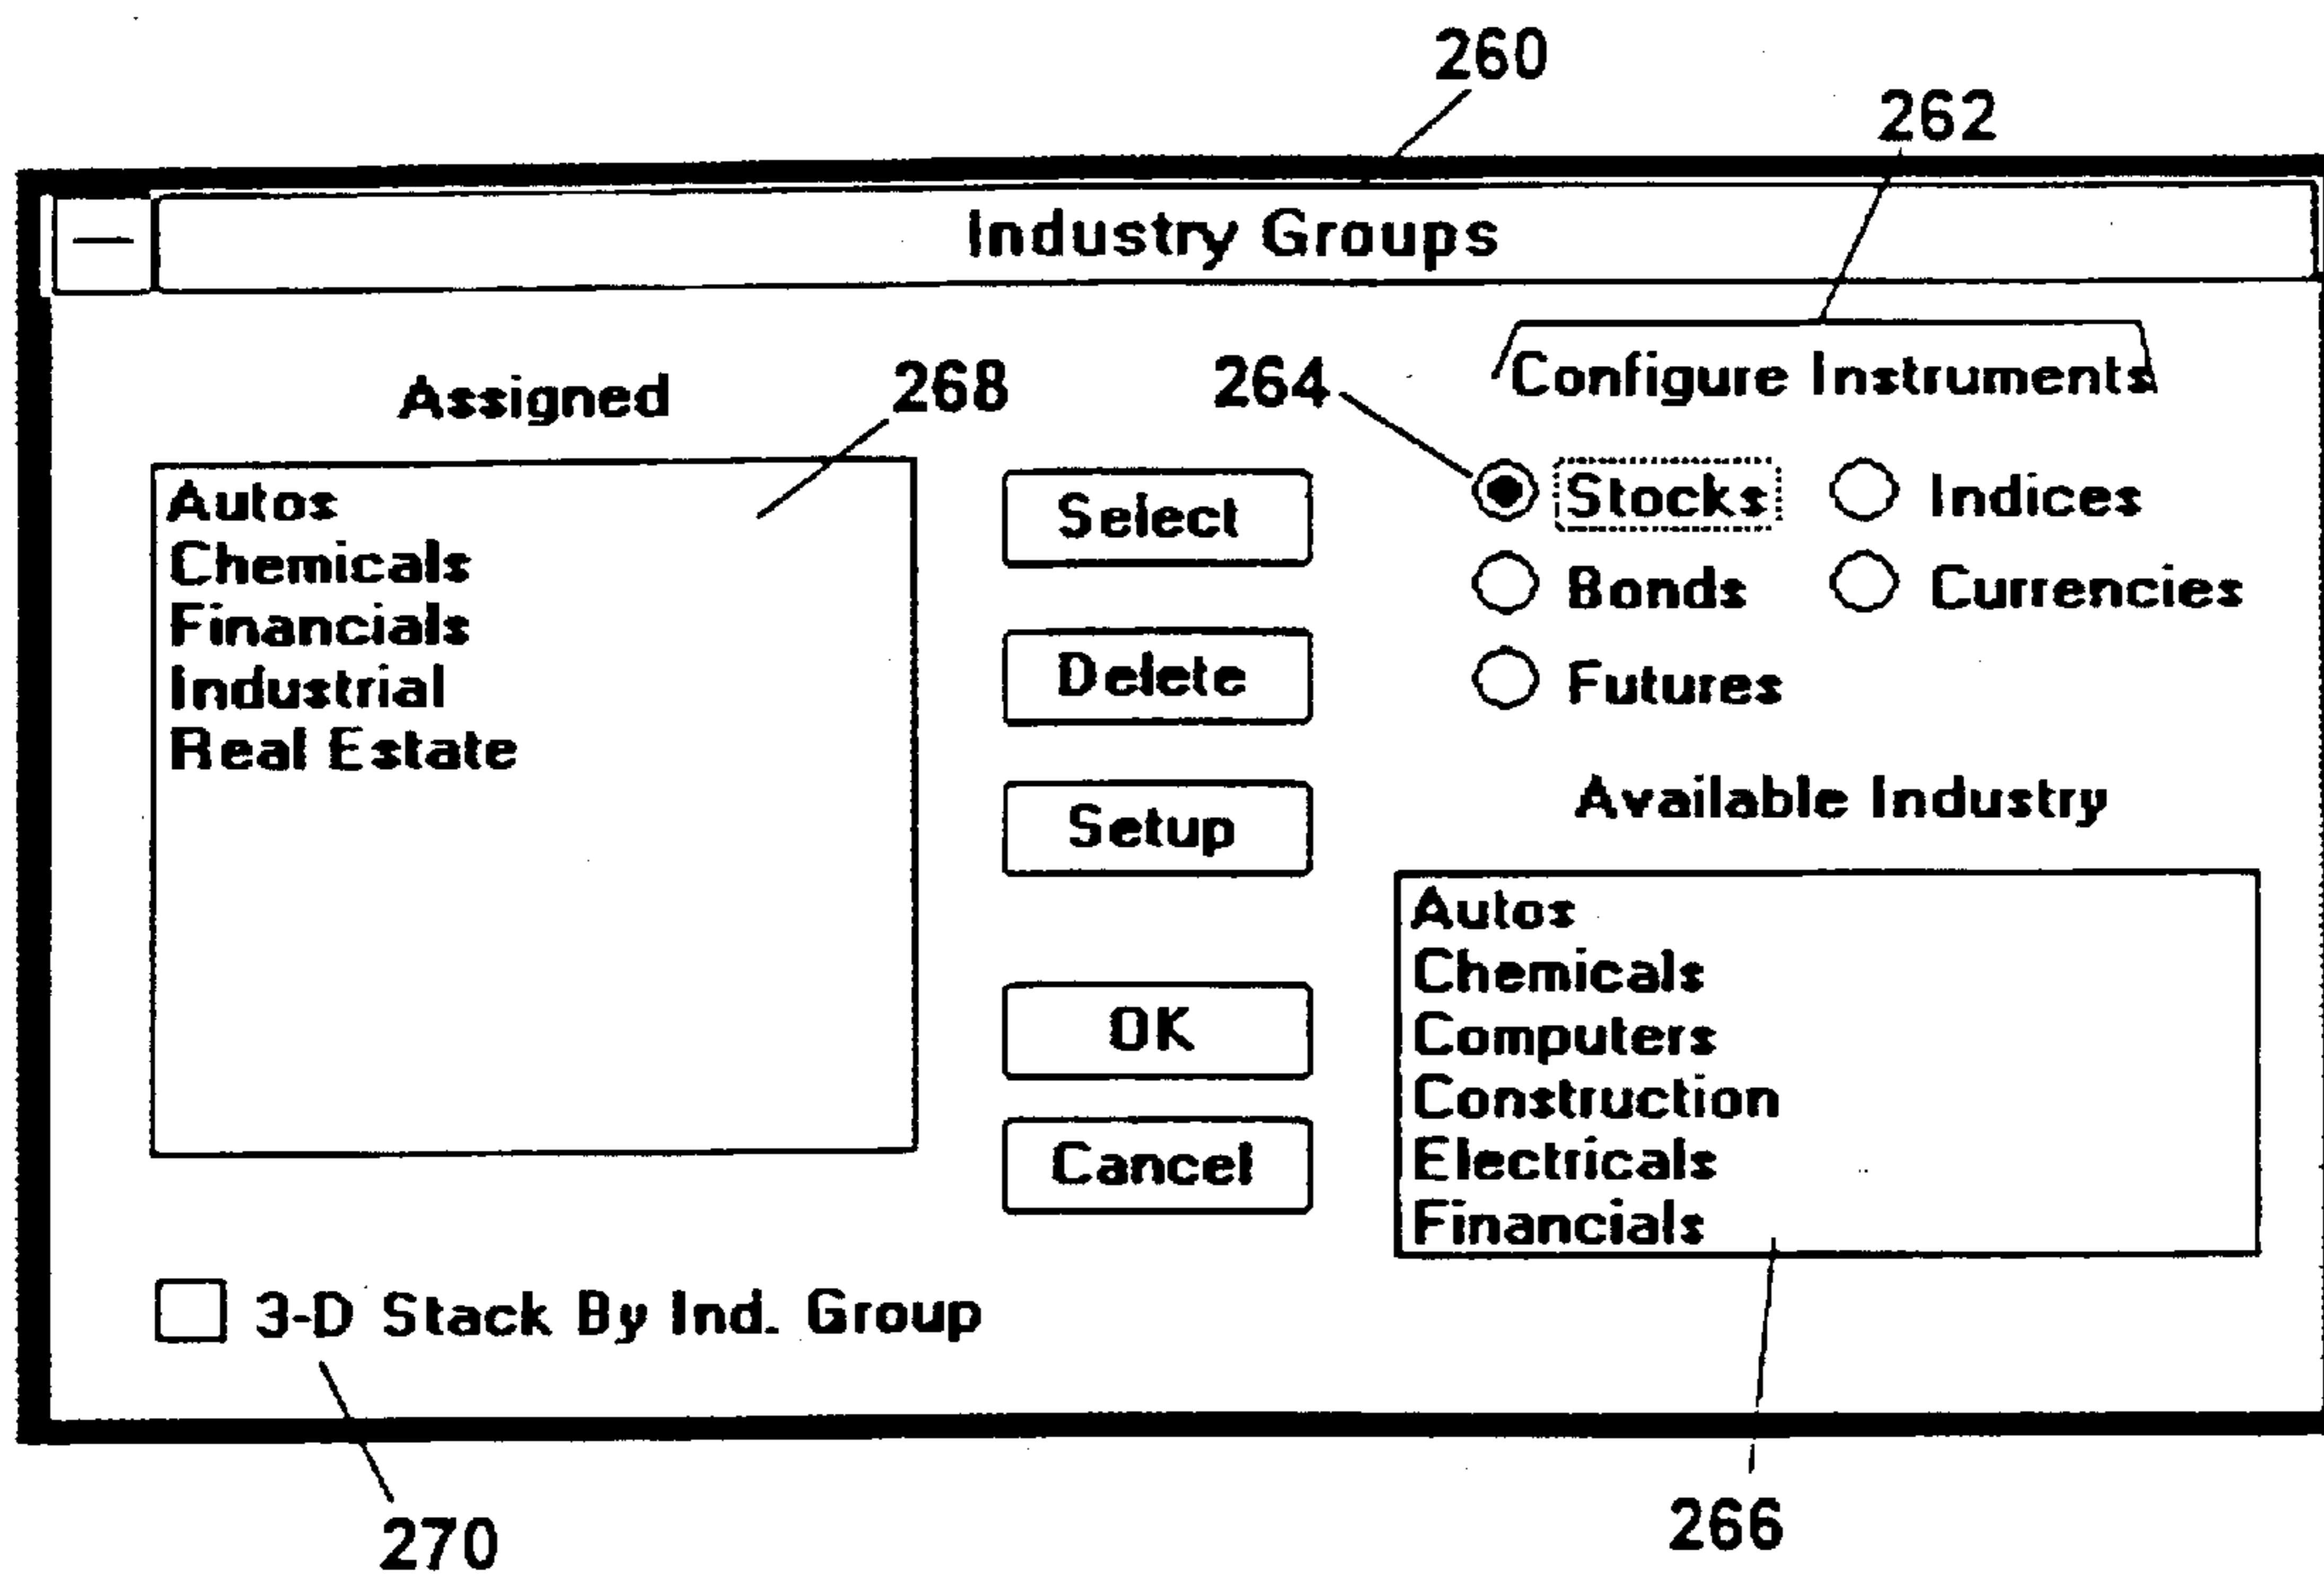 260
262
Industry Groups
Assigned
268
264
Configure Instruments
Autos
Chemicals
Financials
Industrial
Real Estate
Select
Delete
Setup
OK
Cancel
Stocks
Indices
Bonds
Currencies
Futures
Available Industry
Autos
Chemicals
Computers
Construction
Electricals
Financials
3-D Stack By Ind. Group
270
266